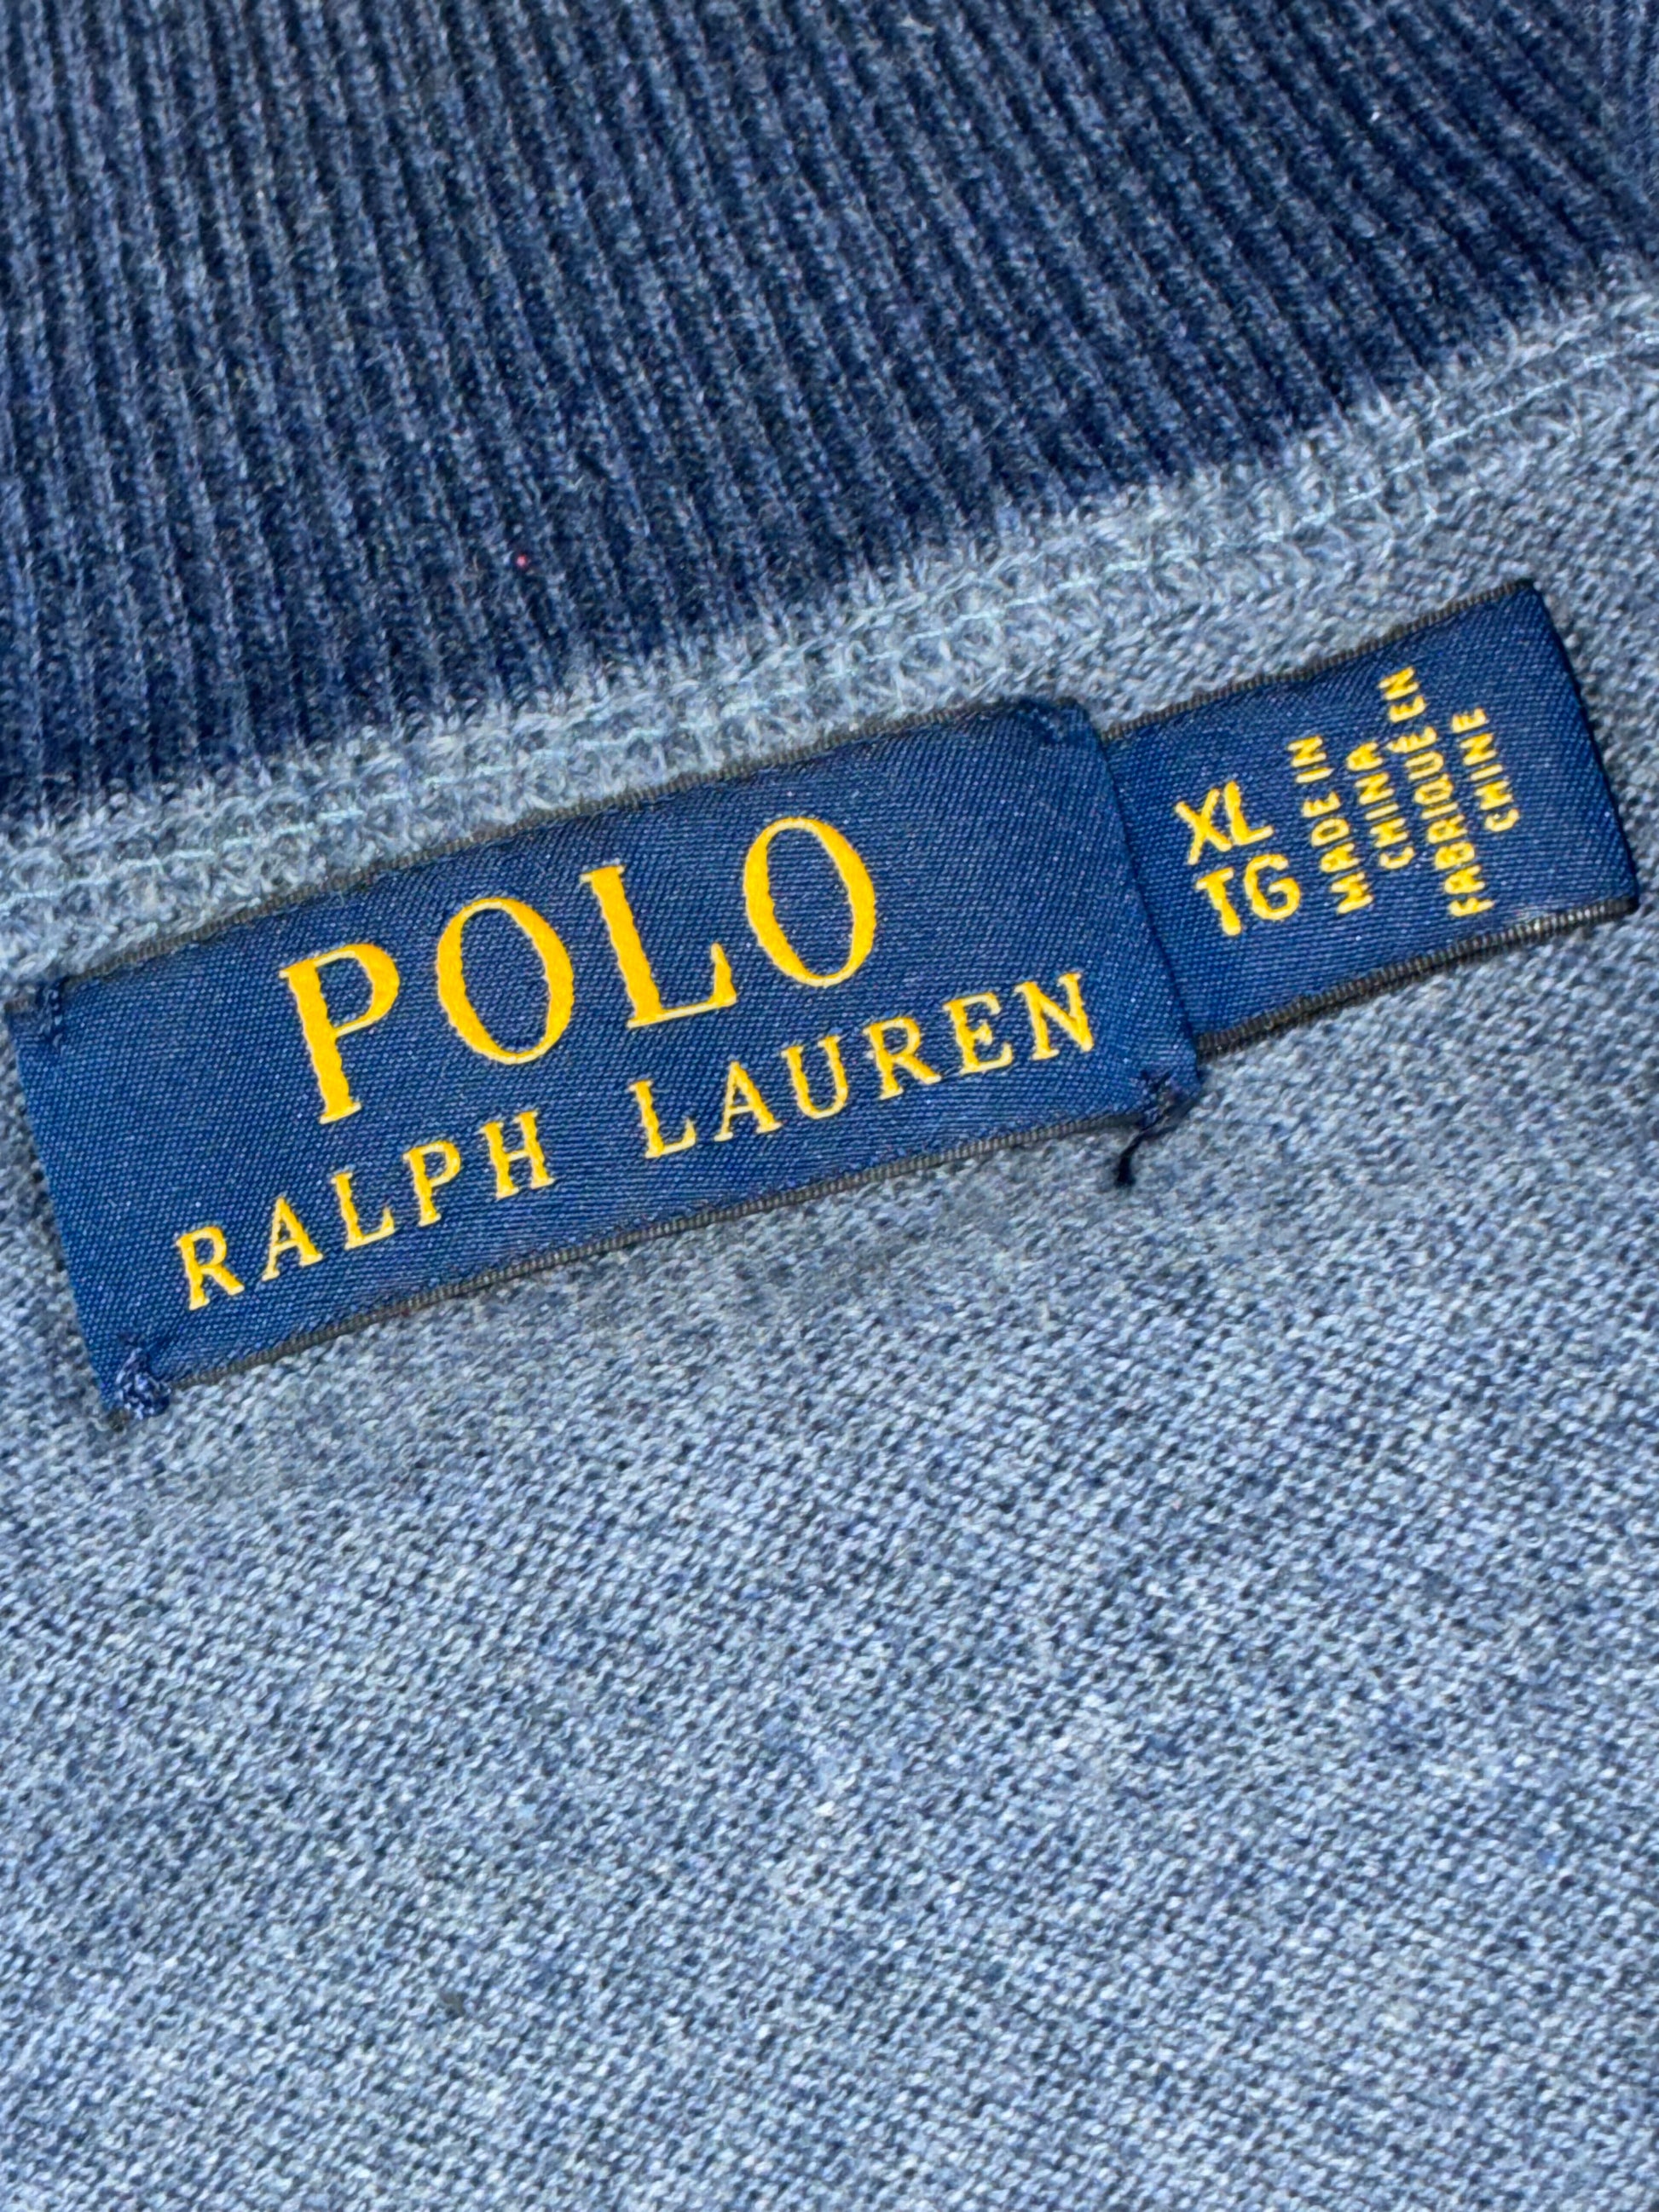 POLO
RALPH LAUREN
XL
TG
MADE IN
CHINA
FABRIQUÉ EN
CHINE